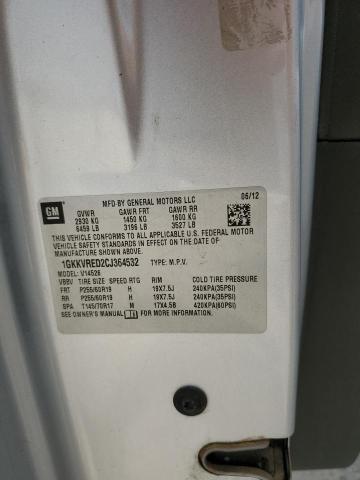 MFD BY GENERAL MOTORS LLC
06/12
GM
GVWR GAWR FRT GAWR RR
2930 KG 1450 KG 1600 KG
6459 LB 3196 LB 3527 LB
THIS VEHICLE CONFORMS TO ALL APPLICABLE U.S. FEDERAL MOTOR
VEHICLE SAFETY STANDARDS IN EFFECT ON THE DATE OF
MANUFACTURE SHOWN ABOVE.
1GKKVRED2CJ364532 TYPE: M.P.V.
MODEL: V14526
VBBV TIRE SIZE SPEED RTG RIM COLD TIRE PRESSURE
FRT P255/60R19 H 19X7.5J 240KPA(35PSI)
RR P255/60R19 H 19X7.5J 240KPA(35PSI)
SPA T145/70R17 M 17X4.5B 420KPA(60PSI)
SEE OWNER'S MANUAL FOR MORE INFORMATION.